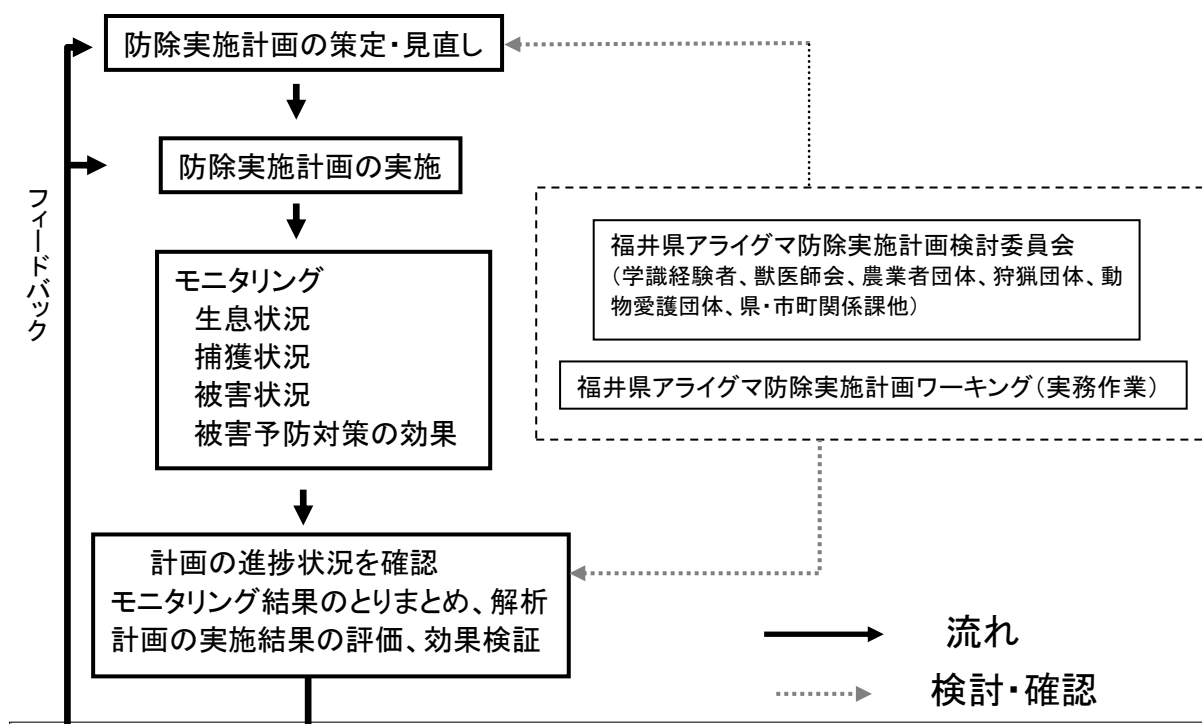 防除実施計画の策定・見直し
防除実施計画の実施
フィードバック
モニタリング
生息状況
捕獲状況
被害状況
被害予防対策の効果
福井県アライグマ防除実施計画検討委員会
（学識経験者、獣医師会、農業者団体、狩猟団体、動
物愛護団体、県・市町関係課他）
福井県アライグマ防除実施計画ワーキング（実務作業）
計画の進捗状況を確認
モニタリング結果のとりまとめ、解析
計画の実施結果の評価、効果検証
流れ
検討・確認